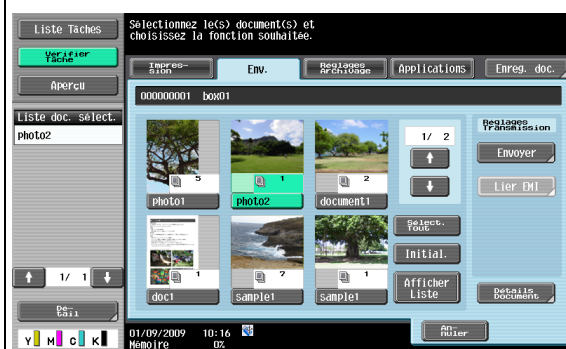 Liste Tâches
Vérifier
Tâche
Aperçu
Liste doc. sélect.
photo2
1/ 1
Dé-
tail
Y M C K
Sélectionnez le(s) document(s) et
choisissez la fonction souhaitée.
Impres-
sion
Env.
Réglages
Archivage
Applications
Enreg. doc.
000000001 box01
5
photo1
1
photo2
2
document1
1
doc1
7
sample1
1
sample1
1/ 2
Sélect.
Tout
Initial.
Afficher
Liste
Réglages
Transmission
Envoyer
Lier EMI
Détails
Document
An-
nuler
01/09/2009 10:16
Mémoire 0%